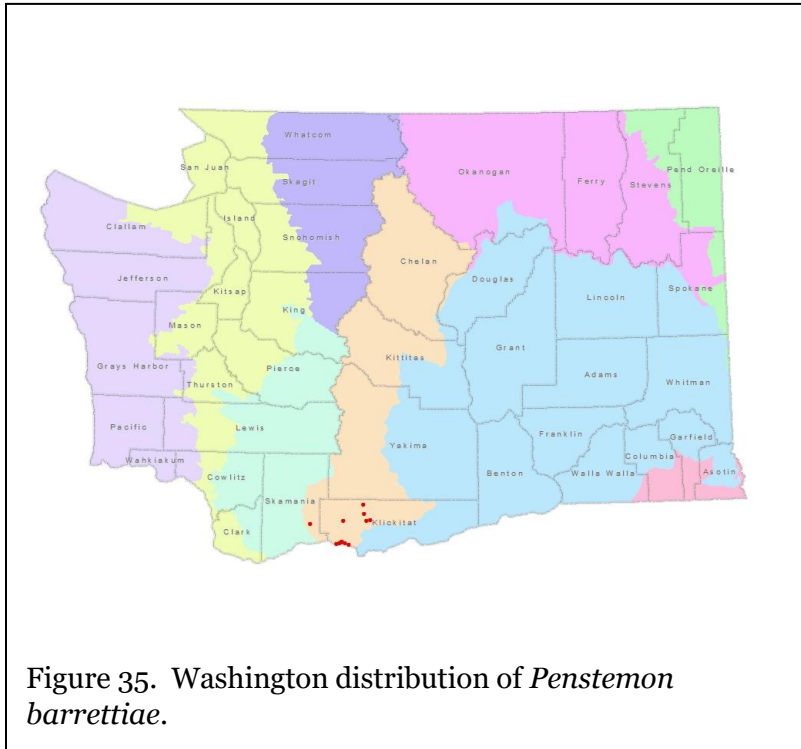 Whatcom
San Juan
Skagit
Okanogan
Ferry
Stevens
Pend Oreille
Island
Clallam
Snohomish
Chelan
Jefferson
Kitsap
Douglas
Lincoln
Spokane
King
Mason
Kittitas
Grant
Grays Harbor
Pierce
Adams
Thurston
Whitman
Pacific
Lewis
Yakima
Franklin
Garfield
Wahkiakum
Columbia
Cowlitz
Benton
Walla Walla
Asotin
Skamania
Klickitat
Clark
Figure 35.  Washington distribution of Penstemon
barrettiae.